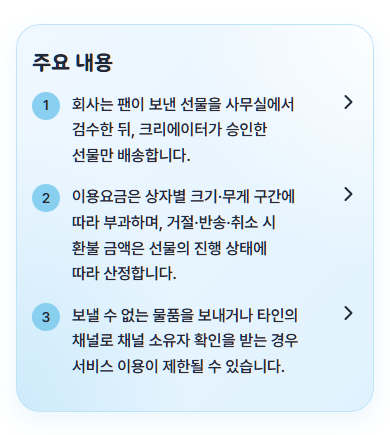 주요 내용
1 회사는 팬이 보낸 선물을 사무실에서
검수한 뒤, 크리에이터가 승인한
선물만 배송합니다.
2 이용요금은 상자별 크기·무게 구간에
따라 부과하며, 거절·반송·취소 시
환불 금액은 선물의 진행 상태에
따라 산정합니다.
3 보낼 수 없는 물품을 보내거나 타인의
채널로 채널 소유자 확인을 받는 경우
서비스 이용이 제한될 수 있습니다.